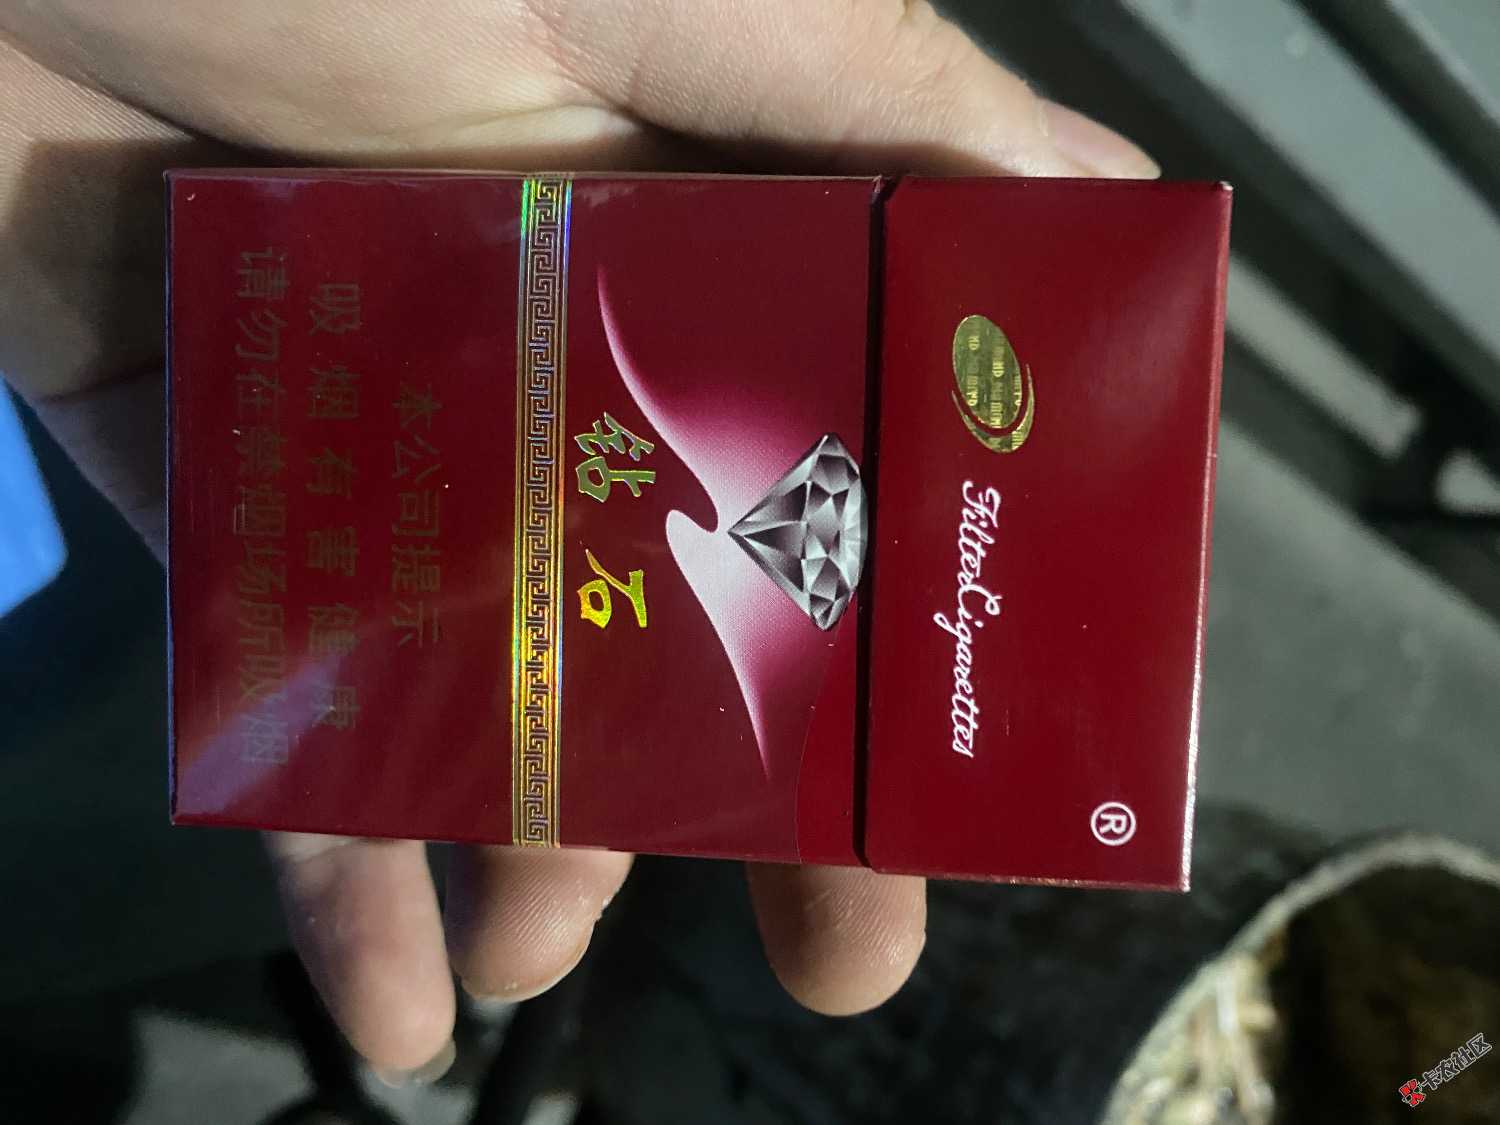 Filter Cigarettes
®
钻石
本公司提示
吸烟有害健康
请勿在禁烟场所吸烟
卡农社区